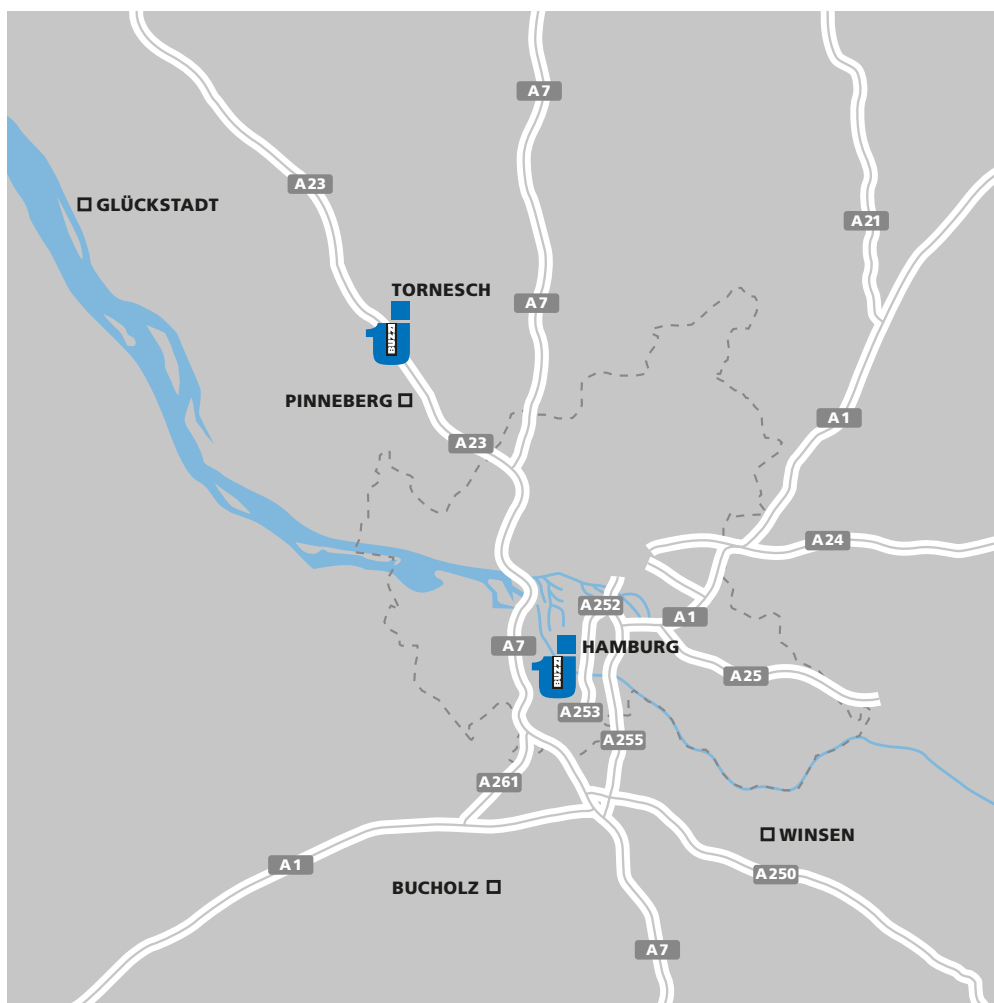 A7
A23
GLÜCKSTADT
A21
TORNESCH
A7
BUZZI
PINNEBERG
A1
A23
A24
A252
A1
A7
HAMBURG
BUZZI
A25
A253
A255
A261
WINSEN
A1
A250
BUCHOLZ
A7